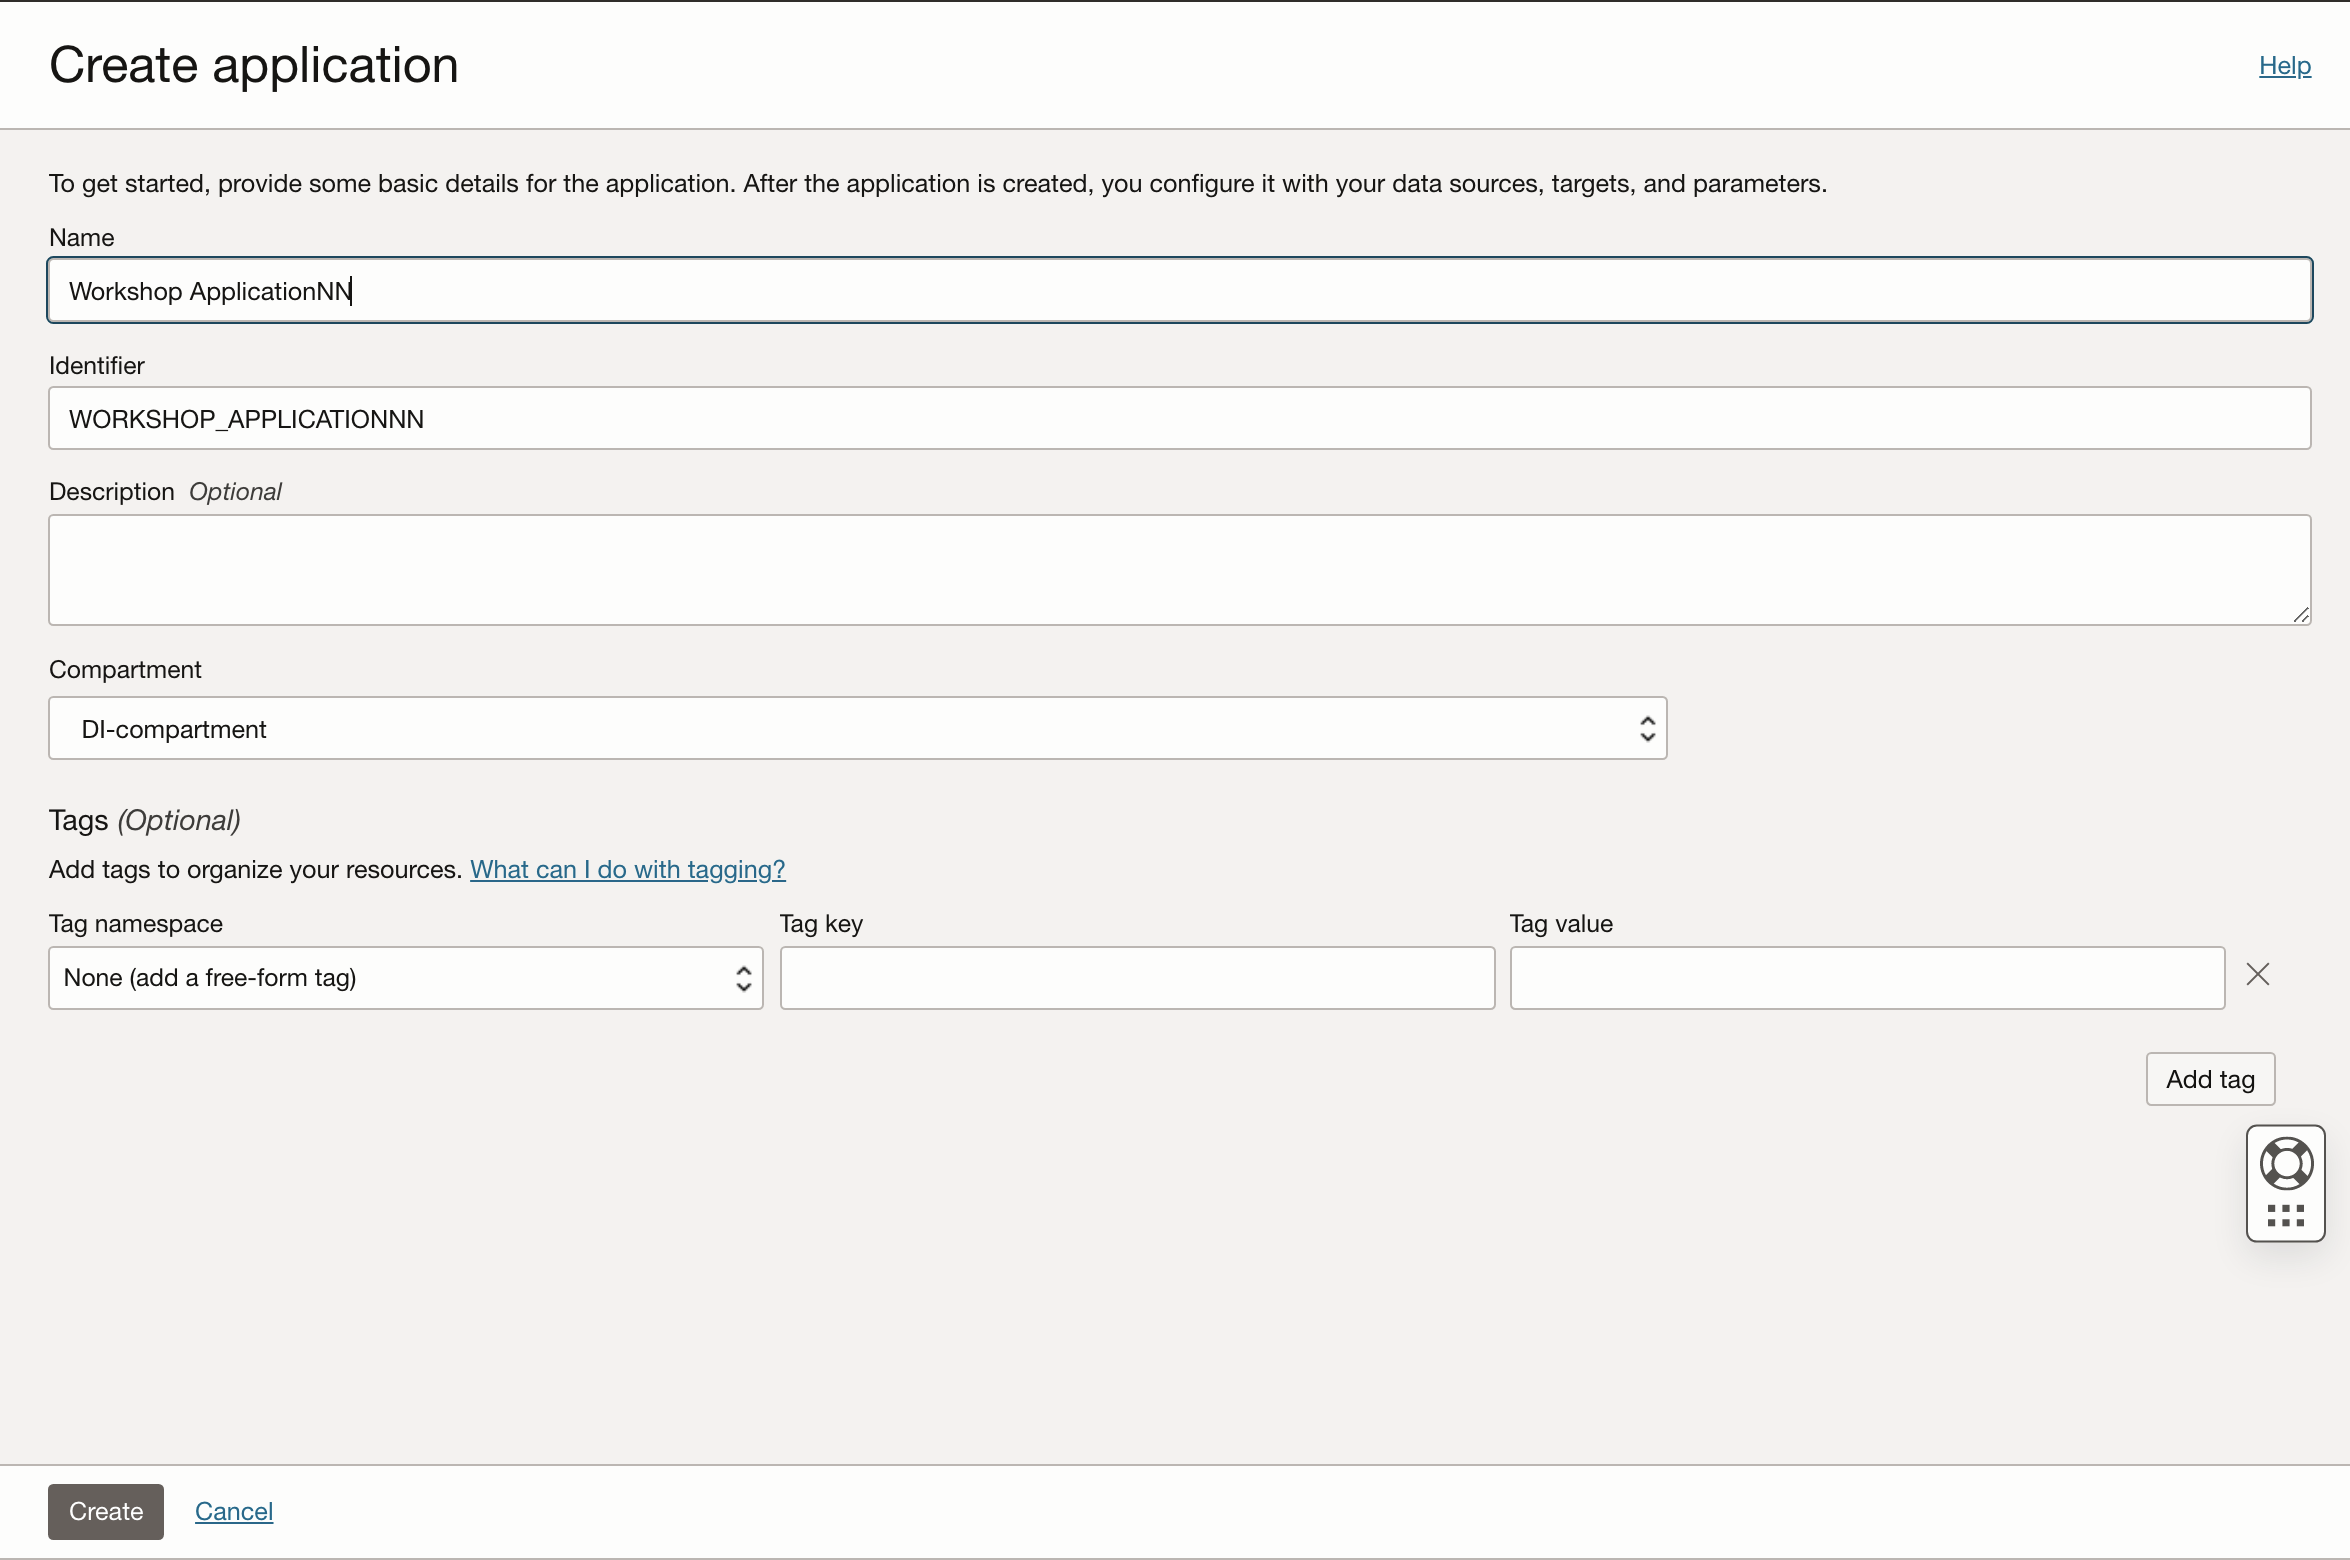 Create application
Help
To get started, provide some basic details for the application. After the application is created, you configure it with your data sources, targets, and parameters.
Name
Workshop ApplicationNN
Identifier
WORKSHOP_APPLICATIONNN
Description Optional
Compartment
DI-compartment
Tags (Optional)
Add tags to organize your resources. What can I do with tagging?
Tag namespace Tag key Tag value
None (add a free-form tag)
Add tag
Create Cancel